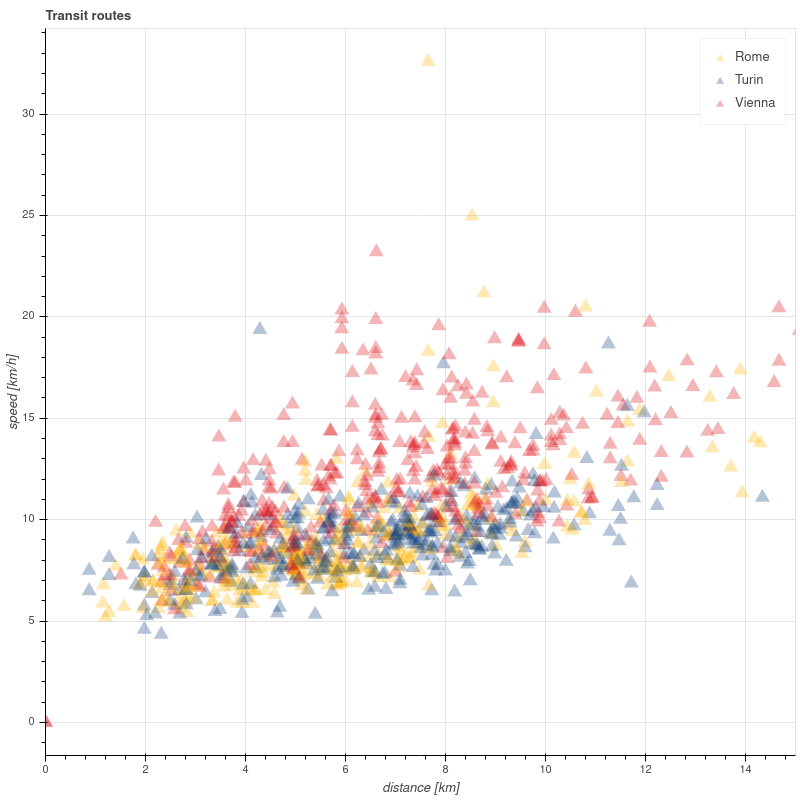 Transit routes
Rome
Turin
Vienna
30
25
20
15
10
5
0
speed [km/h]
0 2 4 6 8 10 12 14
distance [km]